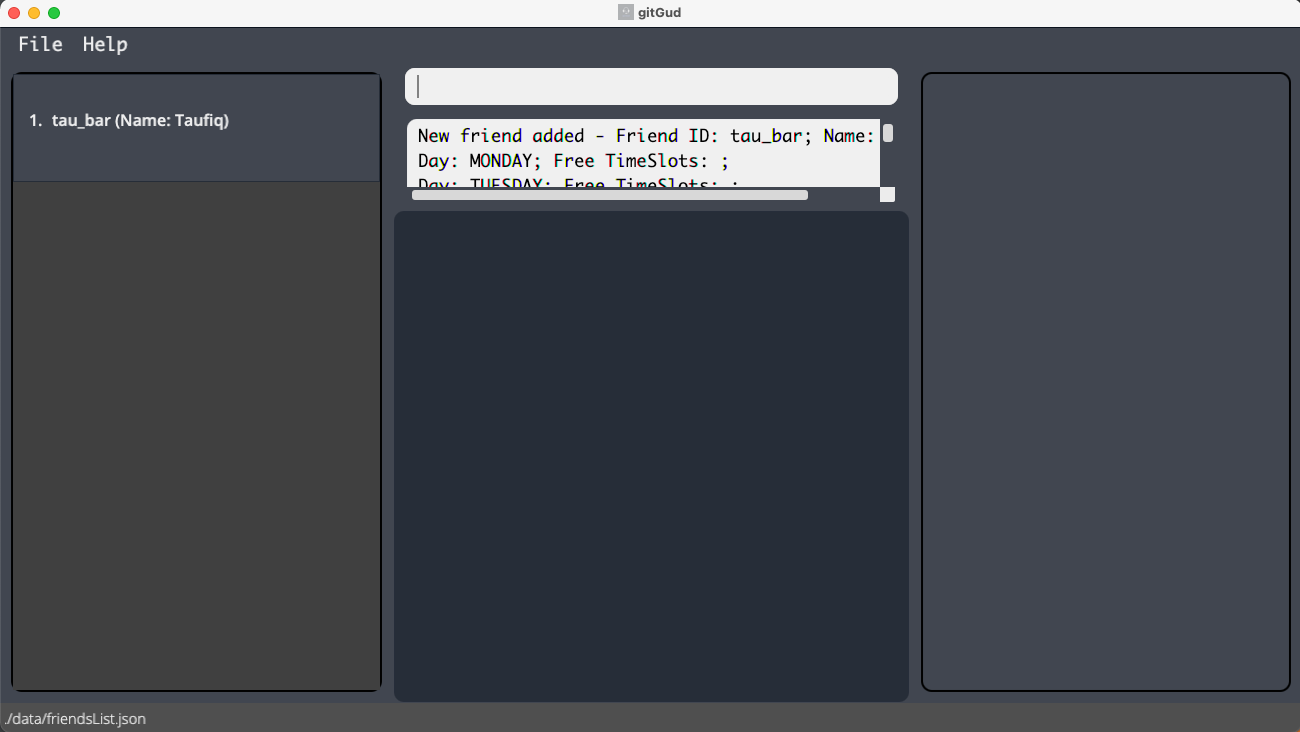 gitGud
File Help
1. tau_bar (Name: Taufiq)
New friend added - Friend ID: tau_bar; Name:
Day: MONDAY; Free TimeSlots: ;
Day: TUESDAY; Free TimeSlots: ;
./data/friendsList.json